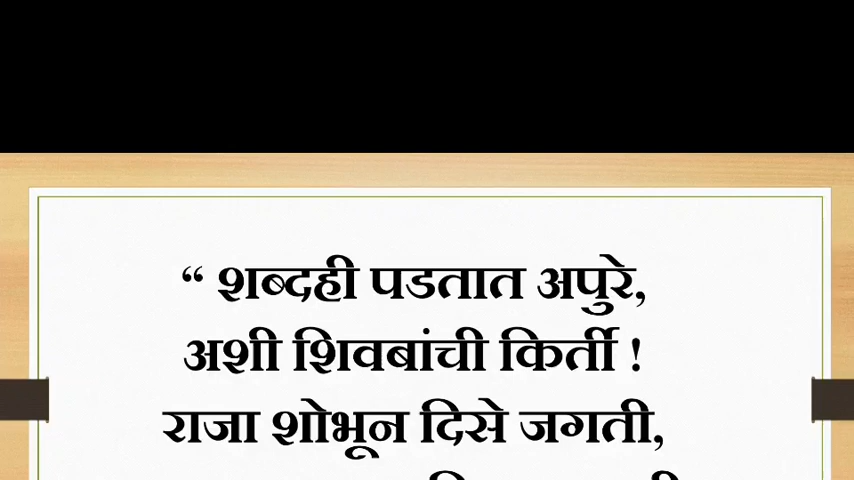 “ शब्दही पडतात अपुरे,
अशी शिवबांची किर्ती !
राजा शोभून दिसे जगती,